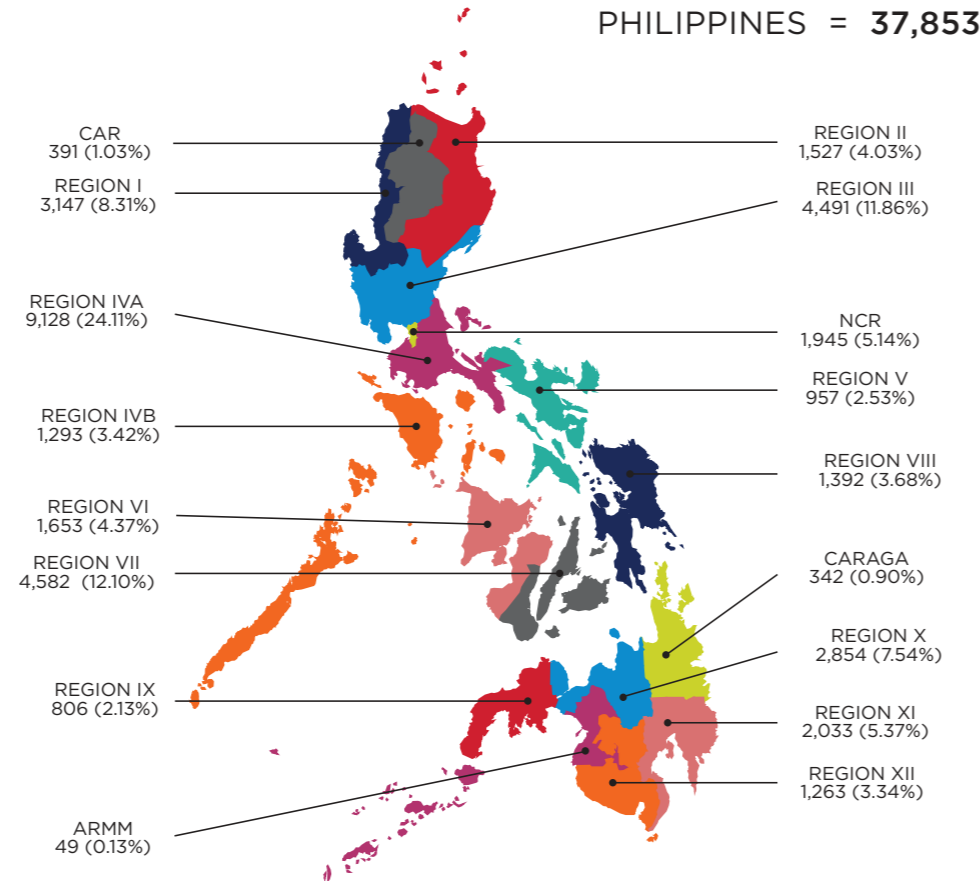 PHILIPPINES = 37,853
CAR
391 (1.03%)
REGION I
3,147 (8.31%)
REGION IVA
9,128 (24.11%)
REGION IVB
1,293 (3.42%)
REGION VI
1,653 (4.37%)
REGION VII
4,582 (12.10%)
REGION IX
806 (2.13%)
ARMM
49 (0.13%)
REGION II
1,527 (4.03%)
REGION III
4,491 (11.86%)
NCR
1,945 (5.14%)
REGION V
957 (2.53%)
REGION VIII
1,392 (3.68%)
CARAGA
342 (0.90%)
REGION X
2,854 (7.54%)
REGION XI
2,033 (5.37%)
REGION XII
1,263 (3.34%)